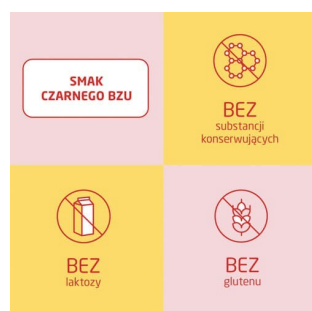 SMAK
CZARNEGO BZU
BEZ
substancji
konserwujących
BEZ
laktozy
BEZ
glutenu